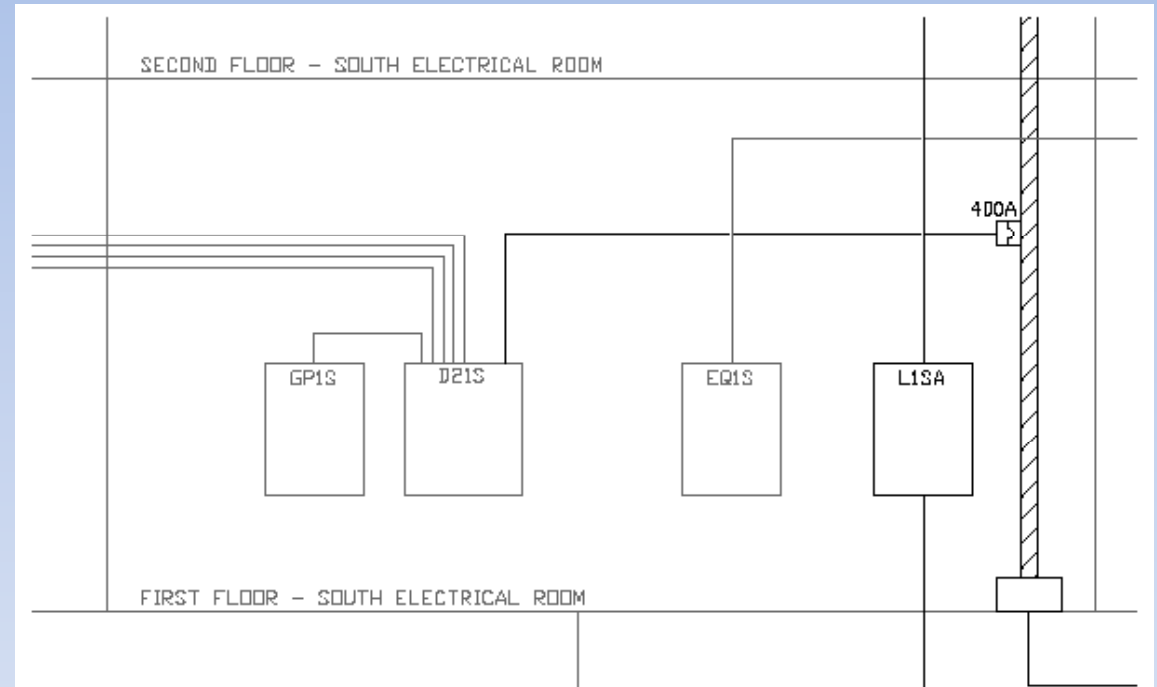 SECOND FLOOR - SOUTH ELECTRICAL ROOM
400A
GP1S
D21S
EQ1S
L1SA
FIRST FLOOR - SOUTH ELECTRICAL ROOM